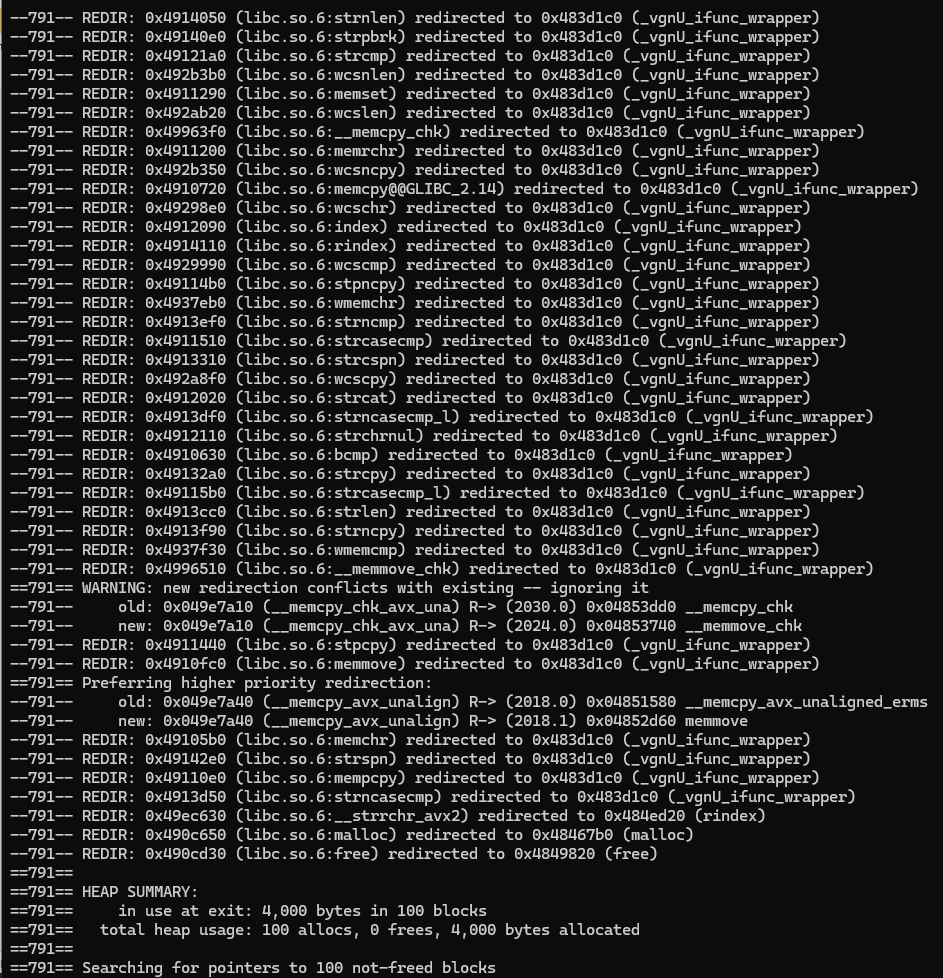 --791-- REDIR: 0x4914050 (libc.so.6:strnlen) redirected to 0x483d1c0 (_vgnU_ifunc_wrapper)
--791-- REDIR: 0x49140e0 (libc.so.6:strpbrk) redirected to 0x483d1c0 (_vgnU_ifunc_wrapper)
--791-- REDIR: 0x49121a0 (libc.so.6:strcmp) redirected to 0x483d1c0 (_vgnU_ifunc_wrapper)
--791-- REDIR: 0x492b3b0 (libc.so.6:wcsnlen) redirected to 0x483d1c0 (_vgnU_ifunc_wrapper)
--791-- REDIR: 0x4911290 (libc.so.6:memset) redirected to 0x483d1c0 (_vgnU_ifunc_wrapper)
--791-- REDIR: 0x492ab20 (libc.so.6:wcslen) redirected to 0x483d1c0 (_vgnU_ifunc_wrapper)
--791-- REDIR: 0x49963f0 (libc.so.6:__memcpy_chk) redirected to 0x483d1c0 (_vgnU_ifunc_wrapper)
--791-- REDIR: 0x4911200 (libc.so.6:memrchr) redirected to 0x483d1c0 (_vgnU_ifunc_wrapper)
--791-- REDIR: 0x492b350 (libc.so.6:wcsncpy) redirected to 0x483d1c0 (_vgnU_ifunc_wrapper)
--791-- REDIR: 0x4910720 (libc.so.6:memcpy@@GLIBC_2.14) redirected to 0x483d1c0 (_vgnU_ifunc_wrapper)
--791-- REDIR: 0x49298e0 (libc.so.6:wcschr) redirected to 0x483d1c0 (_vgnU_ifunc_wrapper)
--791-- REDIR: 0x4912090 (libc.so.6:index) redirected to 0x483d1c0 (_vgnU_ifunc_wrapper)
--791-- REDIR: 0x4914110 (libc.so.6:rindex) redirected to 0x483d1c0 (_vgnU_ifunc_wrapper)
--791-- REDIR: 0x4929990 (libc.so.6:wcscmp) redirected to 0x483d1c0 (_vgnU_ifunc_wrapper)
--791-- REDIR: 0x49114b0 (libc.so.6:stpncpy) redirected to 0x483d1c0 (_vgnU_ifunc_wrapper)
--791-- REDIR: 0x4937eb0 (libc.so.6:wmemchr) redirected to 0x483d1c0 (_vgnU_ifunc_wrapper)
--791-- REDIR: 0x4913ef0 (libc.so.6:strncmp) redirected to 0x483d1c0 (_vgnU_ifunc_wrapper)
--791-- REDIR: 0x4911510 (libc.so.6:strcasecmp) redirected to 0x483d1c0 (_vgnU_ifunc_wrapper)
--791-- REDIR: 0x4913310 (libc.so.6:strcspn) redirected to 0x483d1c0 (_vgnU_ifunc_wrapper)
--791-- REDIR: 0x492a8f0 (libc.so.6:wcscpy) redirected to 0x483d1c0 (_vgnU_ifunc_wrapper)
--791-- REDIR: 0x4912020 (libc.so.6:strcat) redirected to 0x483d1c0 (_vgnU_ifunc_wrapper)
--791-- REDIR: 0x4913df0 (libc.so.6:strncasecmp_l) redirected to 0x483d1c0 (_vgnU_ifunc_wrapper)
--791-- REDIR: 0x4912110 (libc.so.6:strchrnul) redirected to 0x483d1c0 (_vgnU_ifunc_wrapper)
--791-- REDIR: 0x4910630 (libc.so.6:bcmp) redirected to 0x483d1c0 (_vgnU_ifunc_wrapper)
--791-- REDIR: 0x49132a0 (libc.so.6:strcpy) redirected to 0x483d1c0 (_vgnU_ifunc_wrapper)
--791-- REDIR: 0x49115b0 (libc.so.6:strcasecmp_l) redirected to 0x483d1c0 (_vgnU_ifunc_wrapper)
--791-- REDIR: 0x4913cc0 (libc.so.6:strlen) redirected to 0x483d1c0 (_vgnU_ifunc_wrapper)
--791-- REDIR: 0x4913f90 (libc.so.6:strncpy) redirected to 0x483d1c0 (_vgnU_ifunc_wrapper)
--791-- REDIR: 0x4937f30 (libc.so.6:wmemcmp) redirected to 0x483d1c0 (_vgnU_ifunc_wrapper)
--791-- REDIR: 0x4996510 (libc.so.6:__memmove_chk) redirected to 0x483d1c0 (_vgnU_ifunc_wrapper)
==791== WARNING: new redirection conflicts with existing -- ignoring it
--791--     old: 0x049e7a10 (__memcpy_chk_avx_una) R-> (2030.0) 0x04853dd0 __memcpy_chk
--791--     new: 0x049e7a10 (__memcpy_chk_avx_una) R-> (2024.0) 0x04853740 __memmove_chk
--791-- REDIR: 0x4911440 (libc.so.6:stpcpy) redirected to 0x483d1c0 (_vgnU_ifunc_wrapper)
--791-- REDIR: 0x4910fc0 (libc.so.6:memmove) redirected to 0x483d1c0 (_vgnU_ifunc_wrapper)
==791== Preferring higher priority redirection:
--791--     old: 0x049e7a40 (__memcpy_avx_unalign) R-> (2018.0) 0x04851580 __memcpy_avx_unaligned_erms
--791--     new: 0x049e7a40 (__memcpy_avx_unalign) R-> (2018.1) 0x04852d60 memmove
--791-- REDIR: 0x49105b0 (libc.so.6:memchr) redirected to 0x483d1c0 (_vgnU_ifunc_wrapper)
--791-- REDIR: 0x49142e0 (libc.so.6:strspn) redirected to 0x483d1c0 (_vgnU_ifunc_wrapper)
--791-- REDIR: 0x49110e0 (libc.so.6:mempcpy) redirected to 0x483d1c0 (_vgnU_ifunc_wrapper)
--791-- REDIR: 0x4913d50 (libc.so.6:strncasecmp) redirected to 0x483d1c0 (_vgnU_ifunc_wrapper)
--791-- REDIR: 0x49ec630 (libc.so.6:__strrchr_avx2) redirected to 0x484ed20 (rindex)
--791-- REDIR: 0x490c650 (libc.so.6:malloc) redirected to 0x48467b0 (malloc)
--791-- REDIR: 0x490cd30 (libc.so.6:free) redirected to 0x4849820 (free)
==791==
==791== HEAP SUMMARY:
==791==     in use at exit: 4,000 bytes in 100 blocks
==791==   total heap usage: 100 allocs, 0 frees, 4,000 bytes allocated
==791==
==791== Searching for pointers to 100 not-freed blocks